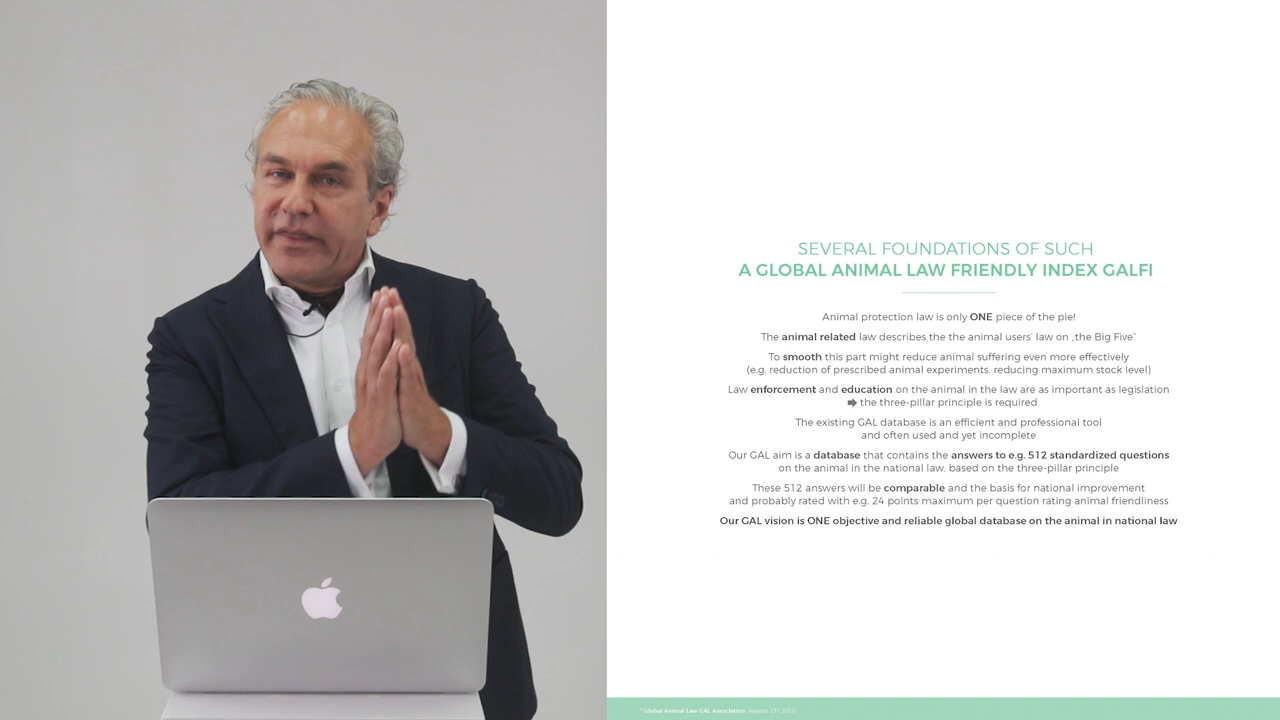 SEVERAL FOUNDATIONS OF SUCH
A GLOBAL ANIMAL LAW FRIENDLY INDEX GALFI
Animal protection law is only ONE piece of the pie!
The animal related law describes the the animal users' law on „the Big Five"
To smooth this part might reduce animal suffering even more effectively
(e.g. reduction of prescribed animal experiments, reducing maximum stock level)
Law enforcement and education on the animal in the law are as important as legislation
➡ the three-pillar principle is required
The existing GAL database is an efficient and professional tool
and often used and yet incomplete
Our GAL aim is a database that contains the answers to e.g. 512 standardized questions
on the animal in the national law, based on the three-pillar principle
These 512 answers will be comparable and the basis for national improvement
and probably rated with e.g. 24 points maximum per question rating animal friendliness
Our GAL vision is ONE objective and reliable global database on the animal in national law
Global Animal Law GAL Association August